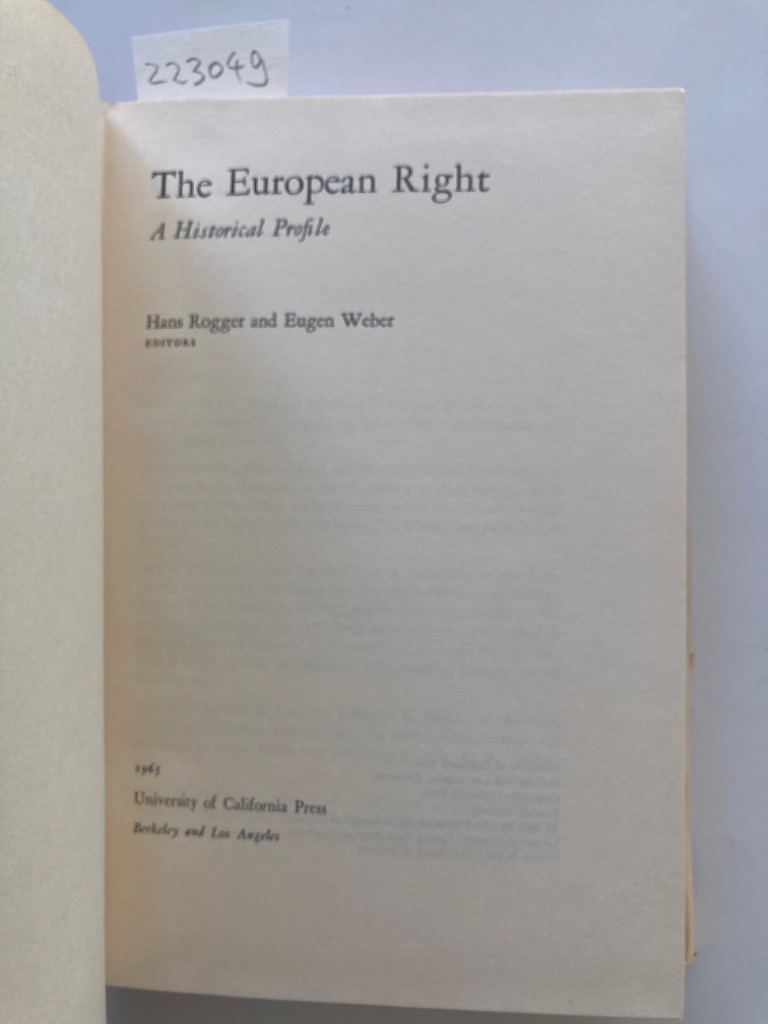 223049
The European Right
A Historical Profile
Hans Rogger and Eugen Weber
EDITORS
1965
University of California Press
Berkeley and Los Angeles